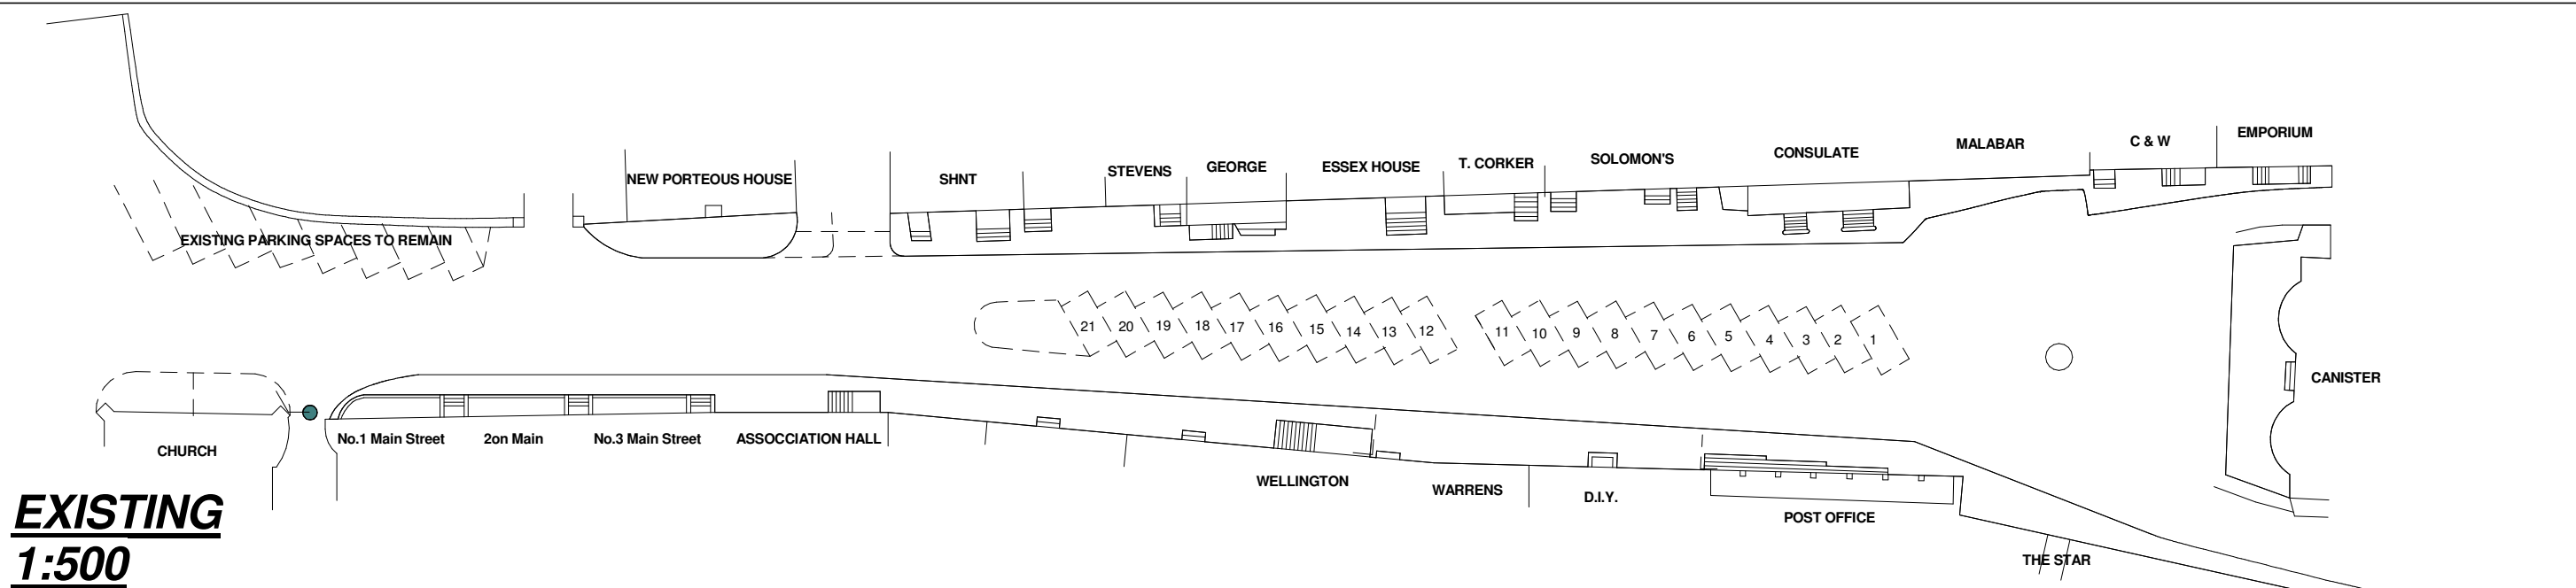 EMPORIUM
C & W
MALABAR
CONSULATE
SOLOMON'S
T. CORKER
ESSEX HOUSE
GEORGE
STEVENS
SHNT
NEW PORTEOUS HOUSE
EXISTING PARKING SPACES TO REMAIN
21 20 19 18 17 16 15 14 13 12 11 10 9 8 7 6 5 4 3 2 1
CANISTER
No.1 Main Street
2on Main
No.3 Main Street
ASSOCCIATION HALL
CHURCH
WELLINGTON
WARRENS
D.I.Y.
POST OFFICE
THE STAR
EXISTING
1:500